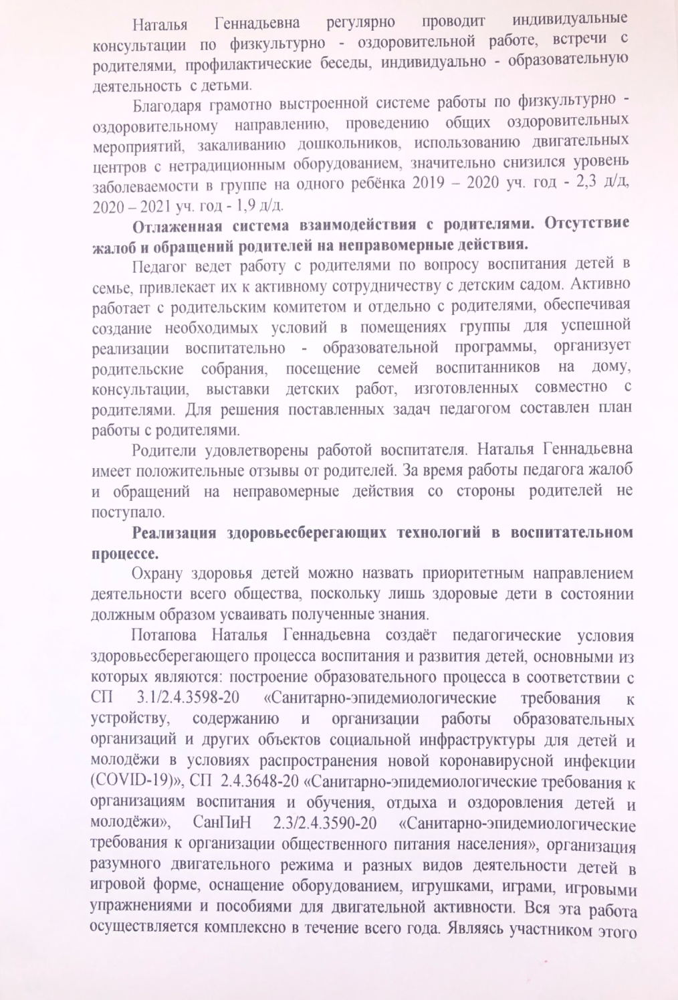 Наталья Геннадьевна регулярно проводит индивидуальные
консультации по физкультурно - оздоровительной работе, встречи с
родителями, профилактические беседы, индивидуально - образовательную
деятельность с детьми.
Благодаря грамотно выстроенной системе работы по физкультурно -
оздоровительному направлению, проведению общих оздоровительных
мероприятий, закаливанию дошкольников, использованию двигательных
центров с нетрадиционным оборудованием, значительно снизился уровень
заболеваемости в группе на одного ребёнка 2019 – 2020 уч. год - 2,3 д/д,
2020 – 2021 уч. год - 1,9 д/д.
Отлаженная система взаимодействия с родителями. Отсутствие
жалоб и обращений родителей на неправомерные действия.
Педагог ведет работу с родителями по вопросу воспитания детей в
семье, привлекает их к активному сотрудничеству с детским садом. Активно
работает с родительским комитетом и отдельно с родителями, обеспечивая
создание необходимых условий в помещениях группы для успешной
реализации воспитательно - образовательной программы, организует
родительские собрания, посещение семей воспитанников на дому,
консультации, выставки детских работ, изготовленных совместно с
родителями. Для решения поставленных задач педагогом составлен план
работы с родителями.
Родители удовлетворены работой воспитателя. Наталья Геннадьевна
имеет положительные отзывы от родителей. За время работы педагога жалоб
и обращений на неправомерные действия со стороны родителей не
поступало.
Реализация здоровьесберегающих технологий в воспитательном
процессе.
Охрану здоровья детей можно назвать приоритетным направлением
деятельности всего общества, поскольку лишь здоровые дети в состоянии
должным образом усваивать полученные знания.
Потапова Наталья Геннадьевна создаёт педагогические условия
здоровьесберегающего процесса воспитания и развития детей, основными из
которых являются: построение образовательного процесса в соответствии с
СП 3.1/2.4.3598-20 «Санитарно-эпидемиологические требования к
устройству, содержанию и организации работы образовательных
организаций и других объектов социальной инфраструктуры для детей и
молодёжи в условиях распространения новой коронавирусной инфекции
(COVID-19)», СП 2.4.3648-20 «Санитарно-эпидемиологические требования к
организациям воспитания и обучения, отдыха и оздоровления детей и
молодёжи», СанПиН 2.3/2.4.3590-20 «Санитарно-эпидемиологические
требования к организации общественного питания населения», организация
разумного двигательного режима и разных видов деятельности детей в
игровой форме, оснащение оборудованием, игрушками, играми, игровыми
упражнениями и пособиями для двигательной активности. Вся эта работа
осуществляется комплексно в течение всего года. Являясь участником этого